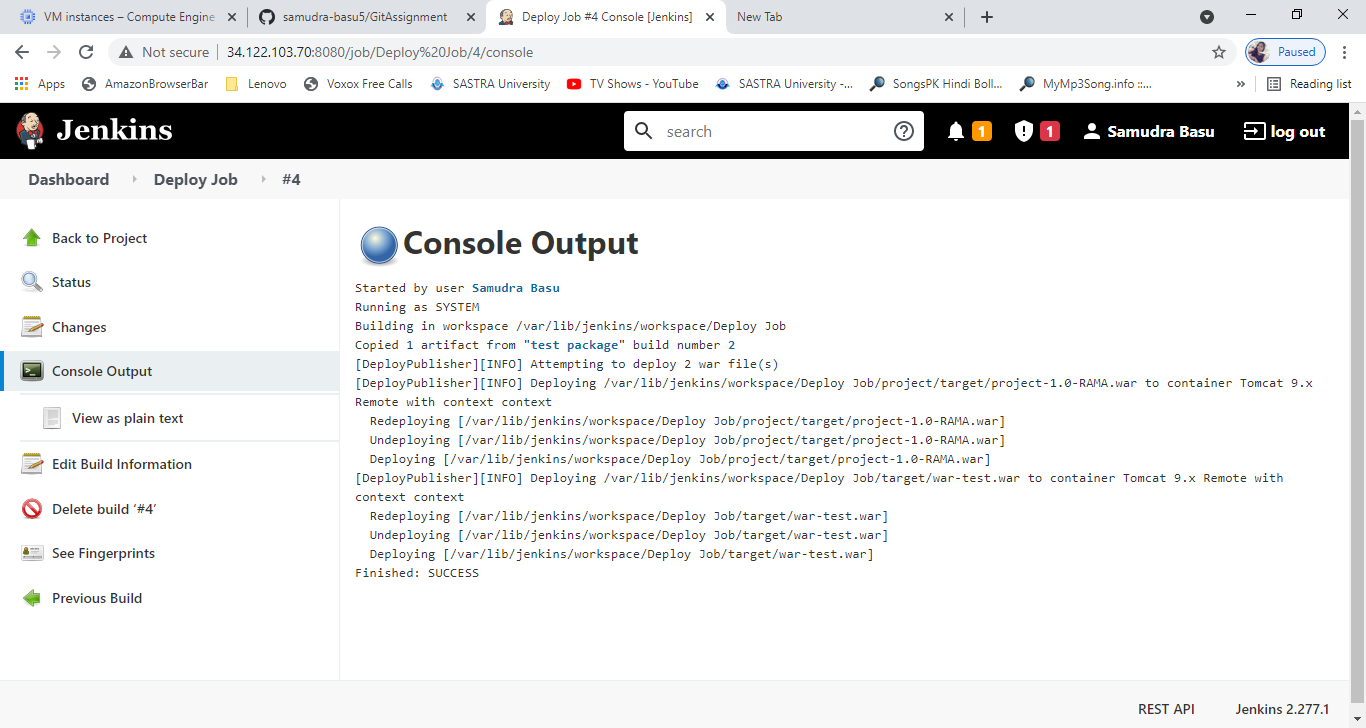 VM instances – Compute Engine
samudra-basu5/GitAssignment
Deploy Job #4 Console [Jenkins]
New Tab
Not secure | 34.122.103.70:8080/job/Deploy%20Job/4/console
Paused
Apps
AmazonBrowserBar
Lenovo
Voxox Free Calls
SASTRA University
TV Shows - YouTube
SASTRA University -...
SongsPK Hindi Boll...
MyMp3Song.info ::...
»
Reading list
Jenkins
search
1
1
Samudra Basu
log out
Dashboard
Deploy Job
#4
Back to Project
Status
Changes
Console Output
View as plain text
Edit Build Information
Delete build ‘#4’
See Fingerprints
Previous Build
Console Output
Started by user Samudra Basu
Running as SYSTEM
Building in workspace /var/lib/jenkins/workspace/Deploy Job
Copied 1 artifact from "test package" build number 2
[DeployPublisher][INFO] Attempting to deploy 2 war file(s)
[DeployPublisher][INFO] Deploying /var/lib/jenkins/workspace/Deploy Job/project/target/project-1.0-RAMA.war to container Tomcat 9.x
Remote with context context
Redeploying [/var/lib/jenkins/workspace/Deploy Job/project/target/project-1.0-RAMA.war]
Undeploying [/var/lib/jenkins/workspace/Deploy Job/project/target/project-1.0-RAMA.war]
Deploying [/var/lib/jenkins/workspace/Deploy Job/project/target/project-1.0-RAMA.war]
[DeployPublisher][INFO] Deploying /var/lib/jenkins/workspace/Deploy Job/target/war-test.war to container Tomcat 9.x Remote with
context context
Redeploying [/var/lib/jenkins/workspace/Deploy Job/target/war-test.war]
Undeploying [/var/lib/jenkins/workspace/Deploy Job/target/war-test.war]
Deploying [/var/lib/jenkins/workspace/Deploy Job/target/war-test.war]
Finished: SUCCESS
REST API
Jenkins 2.277.1